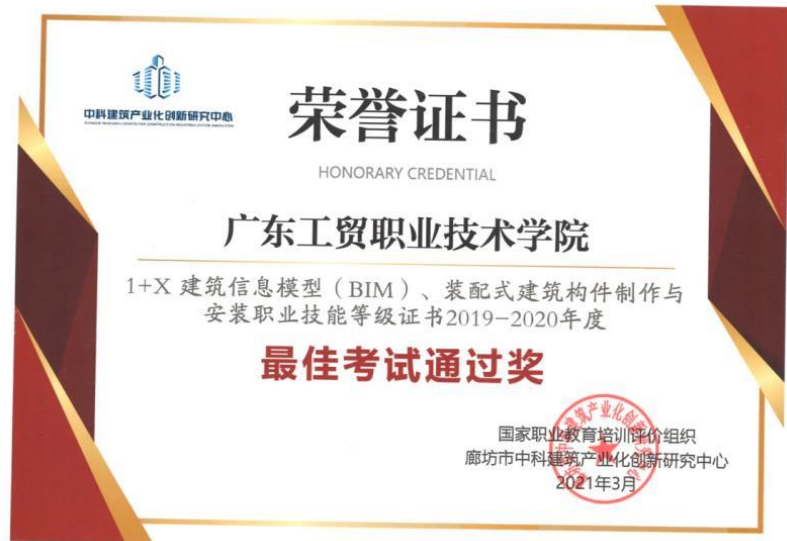 中科建筑产业化创新研究中心
荣誉证书
HONORARY CREDENTIAL
广东工贸职业技术学院
1+X 建筑信息模型（BIM）、装配式建筑构件制作与
安装职业技能等级证书2019-2020年度
最佳考试通过奖
国家职业教育培训评价组织
廊坊市中科建筑产业化创新研究中心
2021年3月